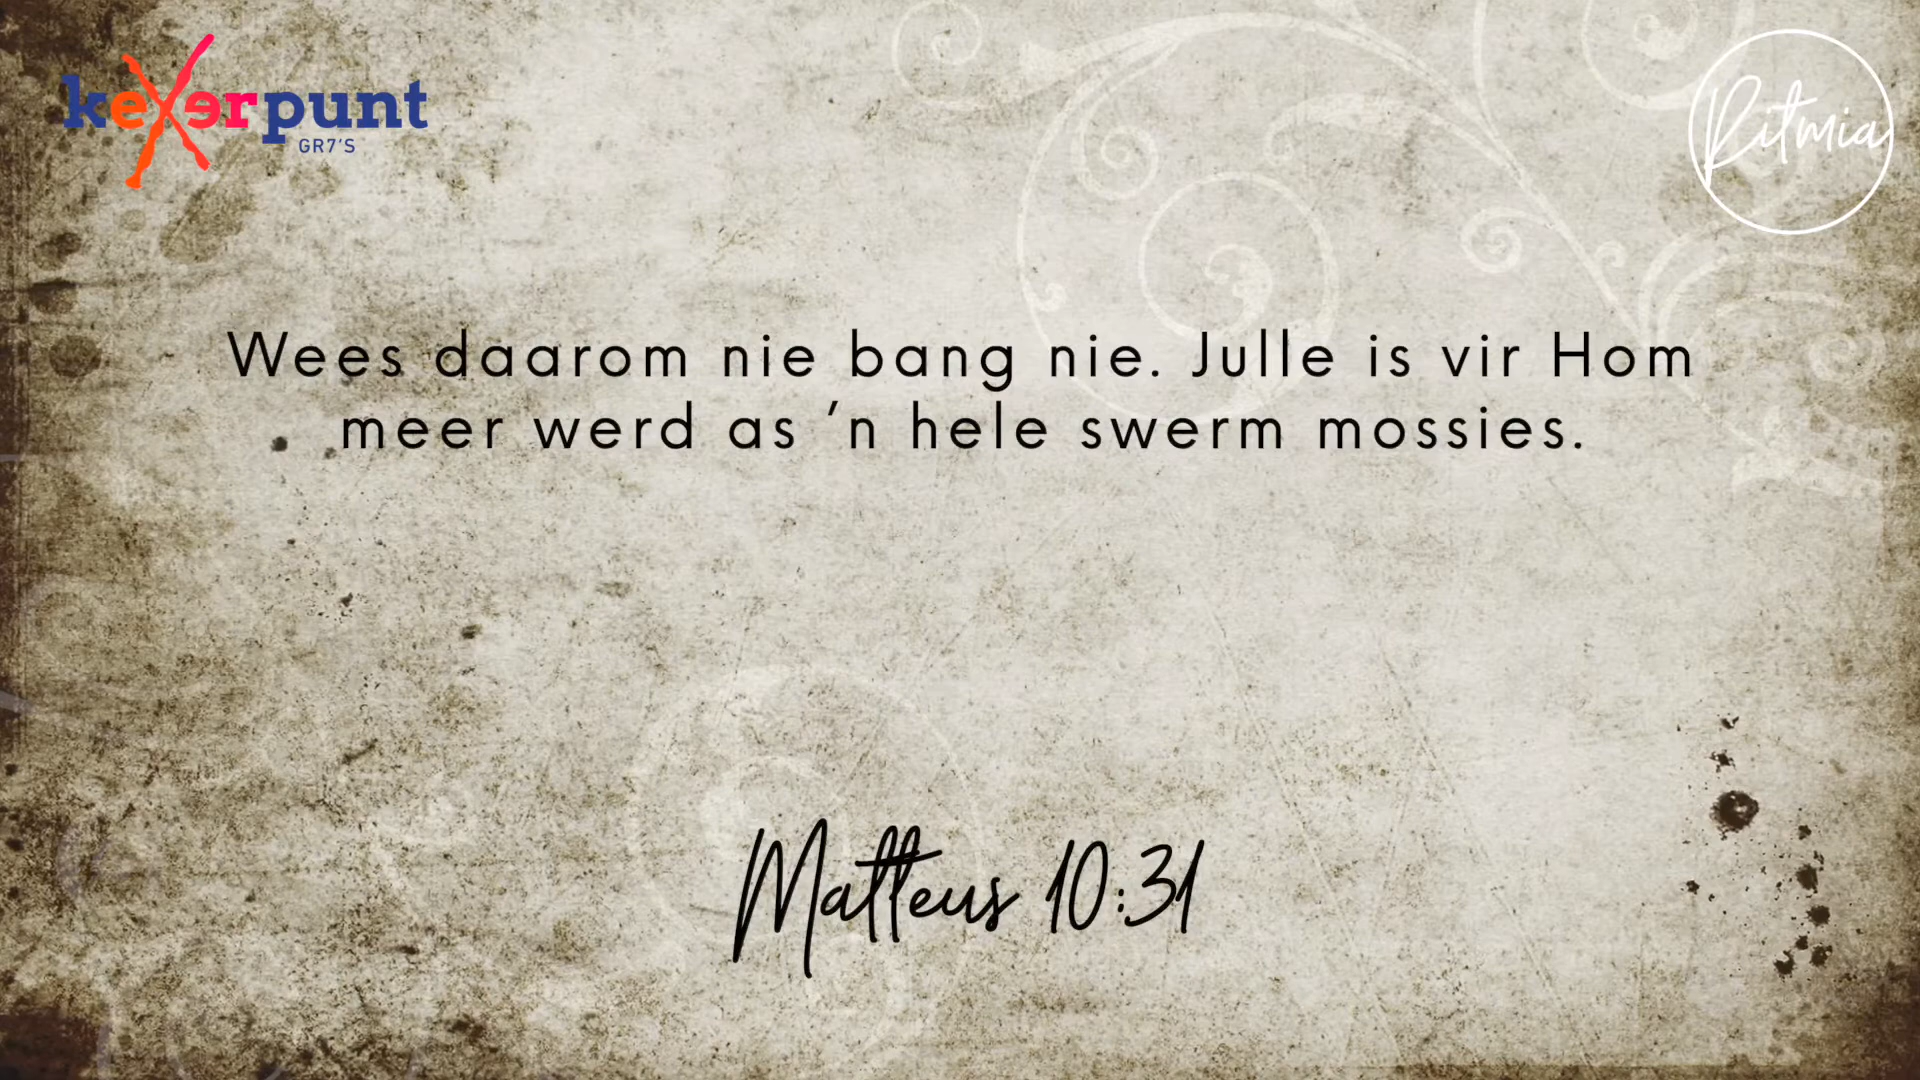 keerpunt
GR7'S
Ritmia
Wees daarom nie bang nie. Julle is vir Hom
meer werd as ’n hele swerm mossies.
Matteus 10:31